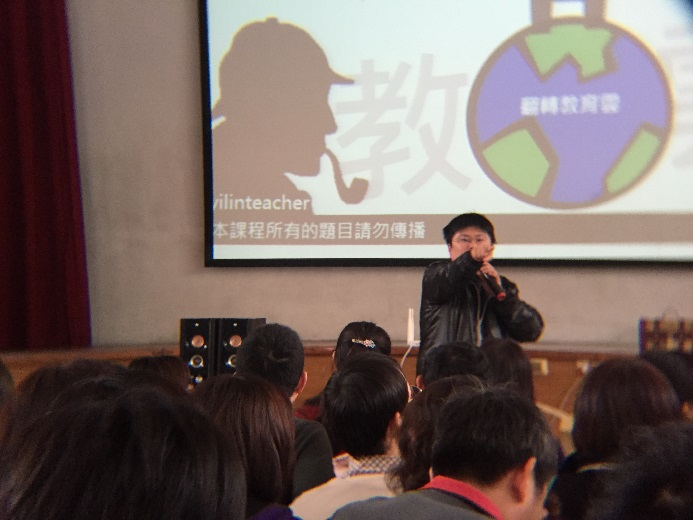 教
翻轉教育雲
vilinteacher
本課程所有的題目請勿傳播